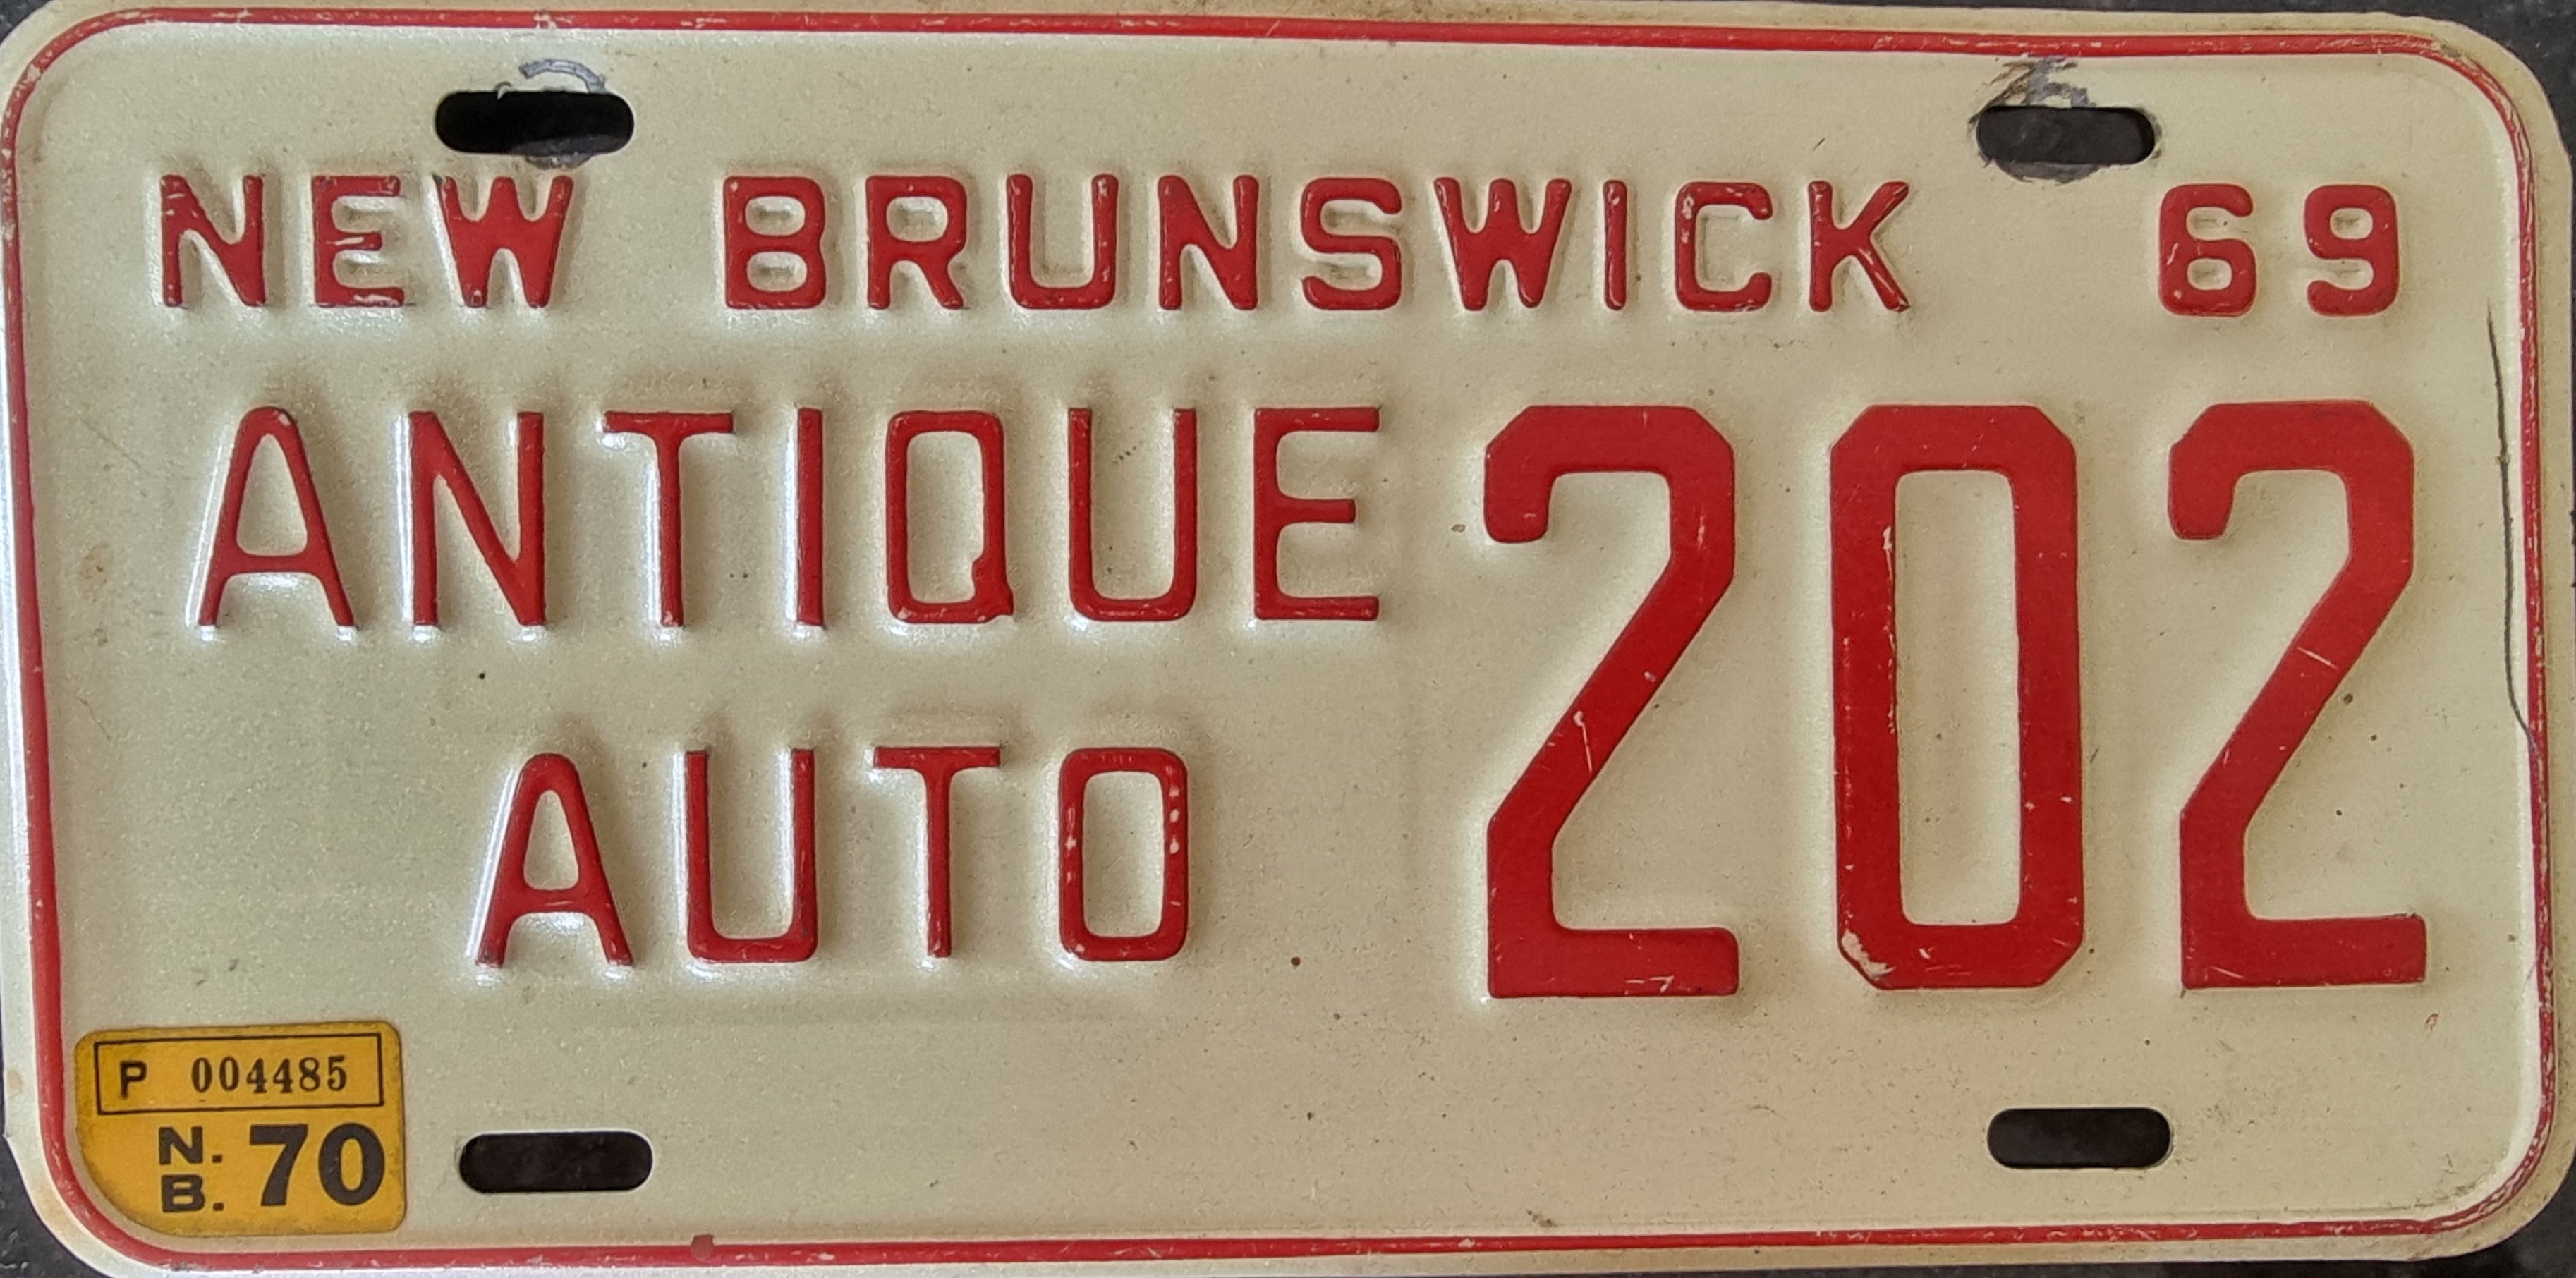 NEW BRUNSWICK 69
ANTIQUE 202
AUTO
P 004485
N.B. 70